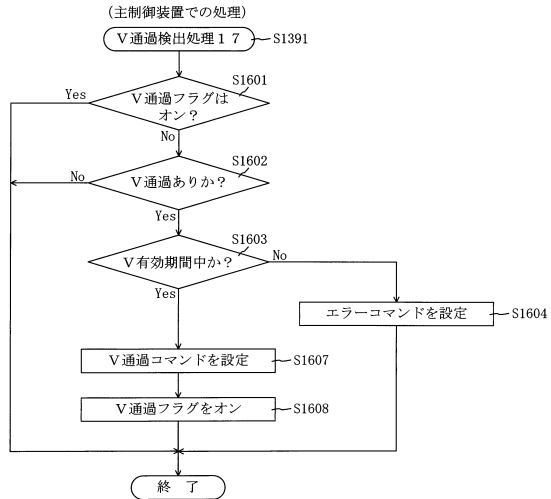 (主制御装置での処理)
V通過検出処理17
S1391
S1601
Yes
V通過フラグは
オン?
No
S1602
No
V通過ありか?
Yes
S1603
V有効期間中か?
No
Yes
エラーコマンドを設定
S1604
V通過コマンドを設定
S1607
V通過フラグをオン
S1608
終 了